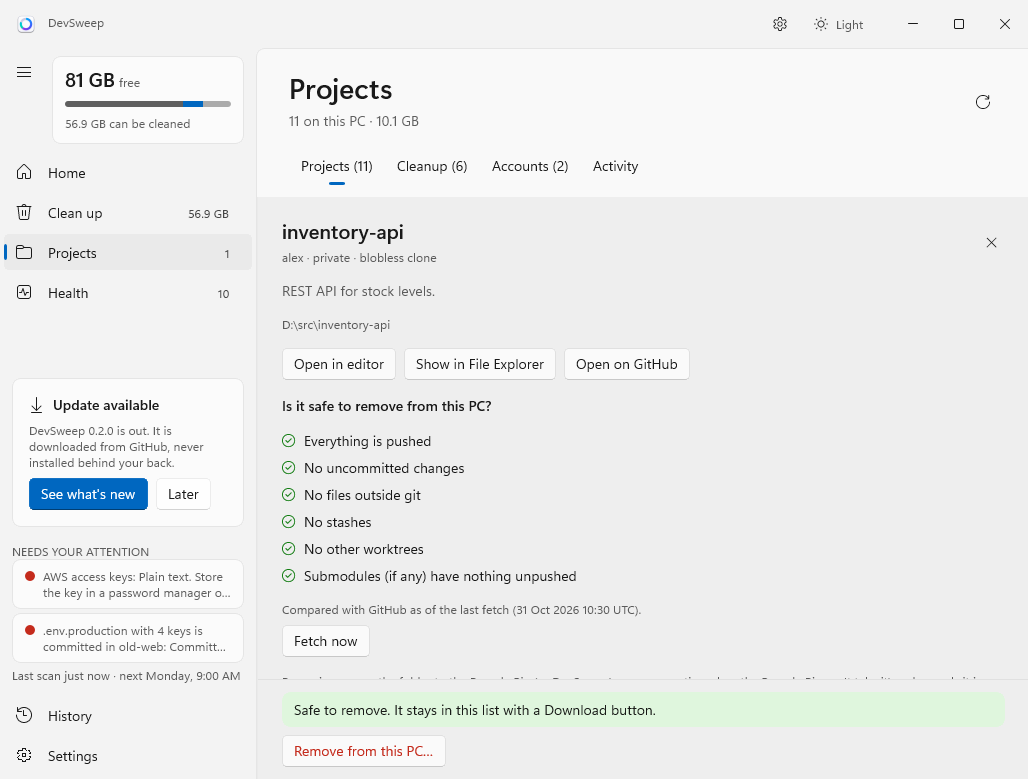 DevSweep
Light
81 GB free
56.9 GB can be cleaned
Home
Clean up 56.9 GB
Projects 1
Health 10
Update available
DevSweep 0.2.0 is out. It is
downloaded from GitHub, never
installed behind your back.
See what's new
Later
NEEDS YOUR ATTENTION
AWS access keys: Plain text. Store
the key in a password manager o...
.env.production with 4 keys is
committed in old-web: Committ...
Last scan just now · next Monday, 9:00 AM
History
Settings
Projects
11 on this PC · 10.1 GB
Projects (11) Cleanup (6) Accounts (2) Activity
inventory-api
alex · private · blobless clone
REST API for stock levels.
D:\src\inventory-api
Open in editor
Show in File Explorer
Open on GitHub
Is it safe to remove from this PC?
Everything is pushed
No uncommitted changes
No files outside git
No stashes
No other worktrees
Submodules (if any) have nothing unpushed
Compared with GitHub as of the last fetch (31 Oct 2026 10:30 UTC).
Fetch now
Safe to remove. It stays in this list with a Download button.
Remove from this PC...